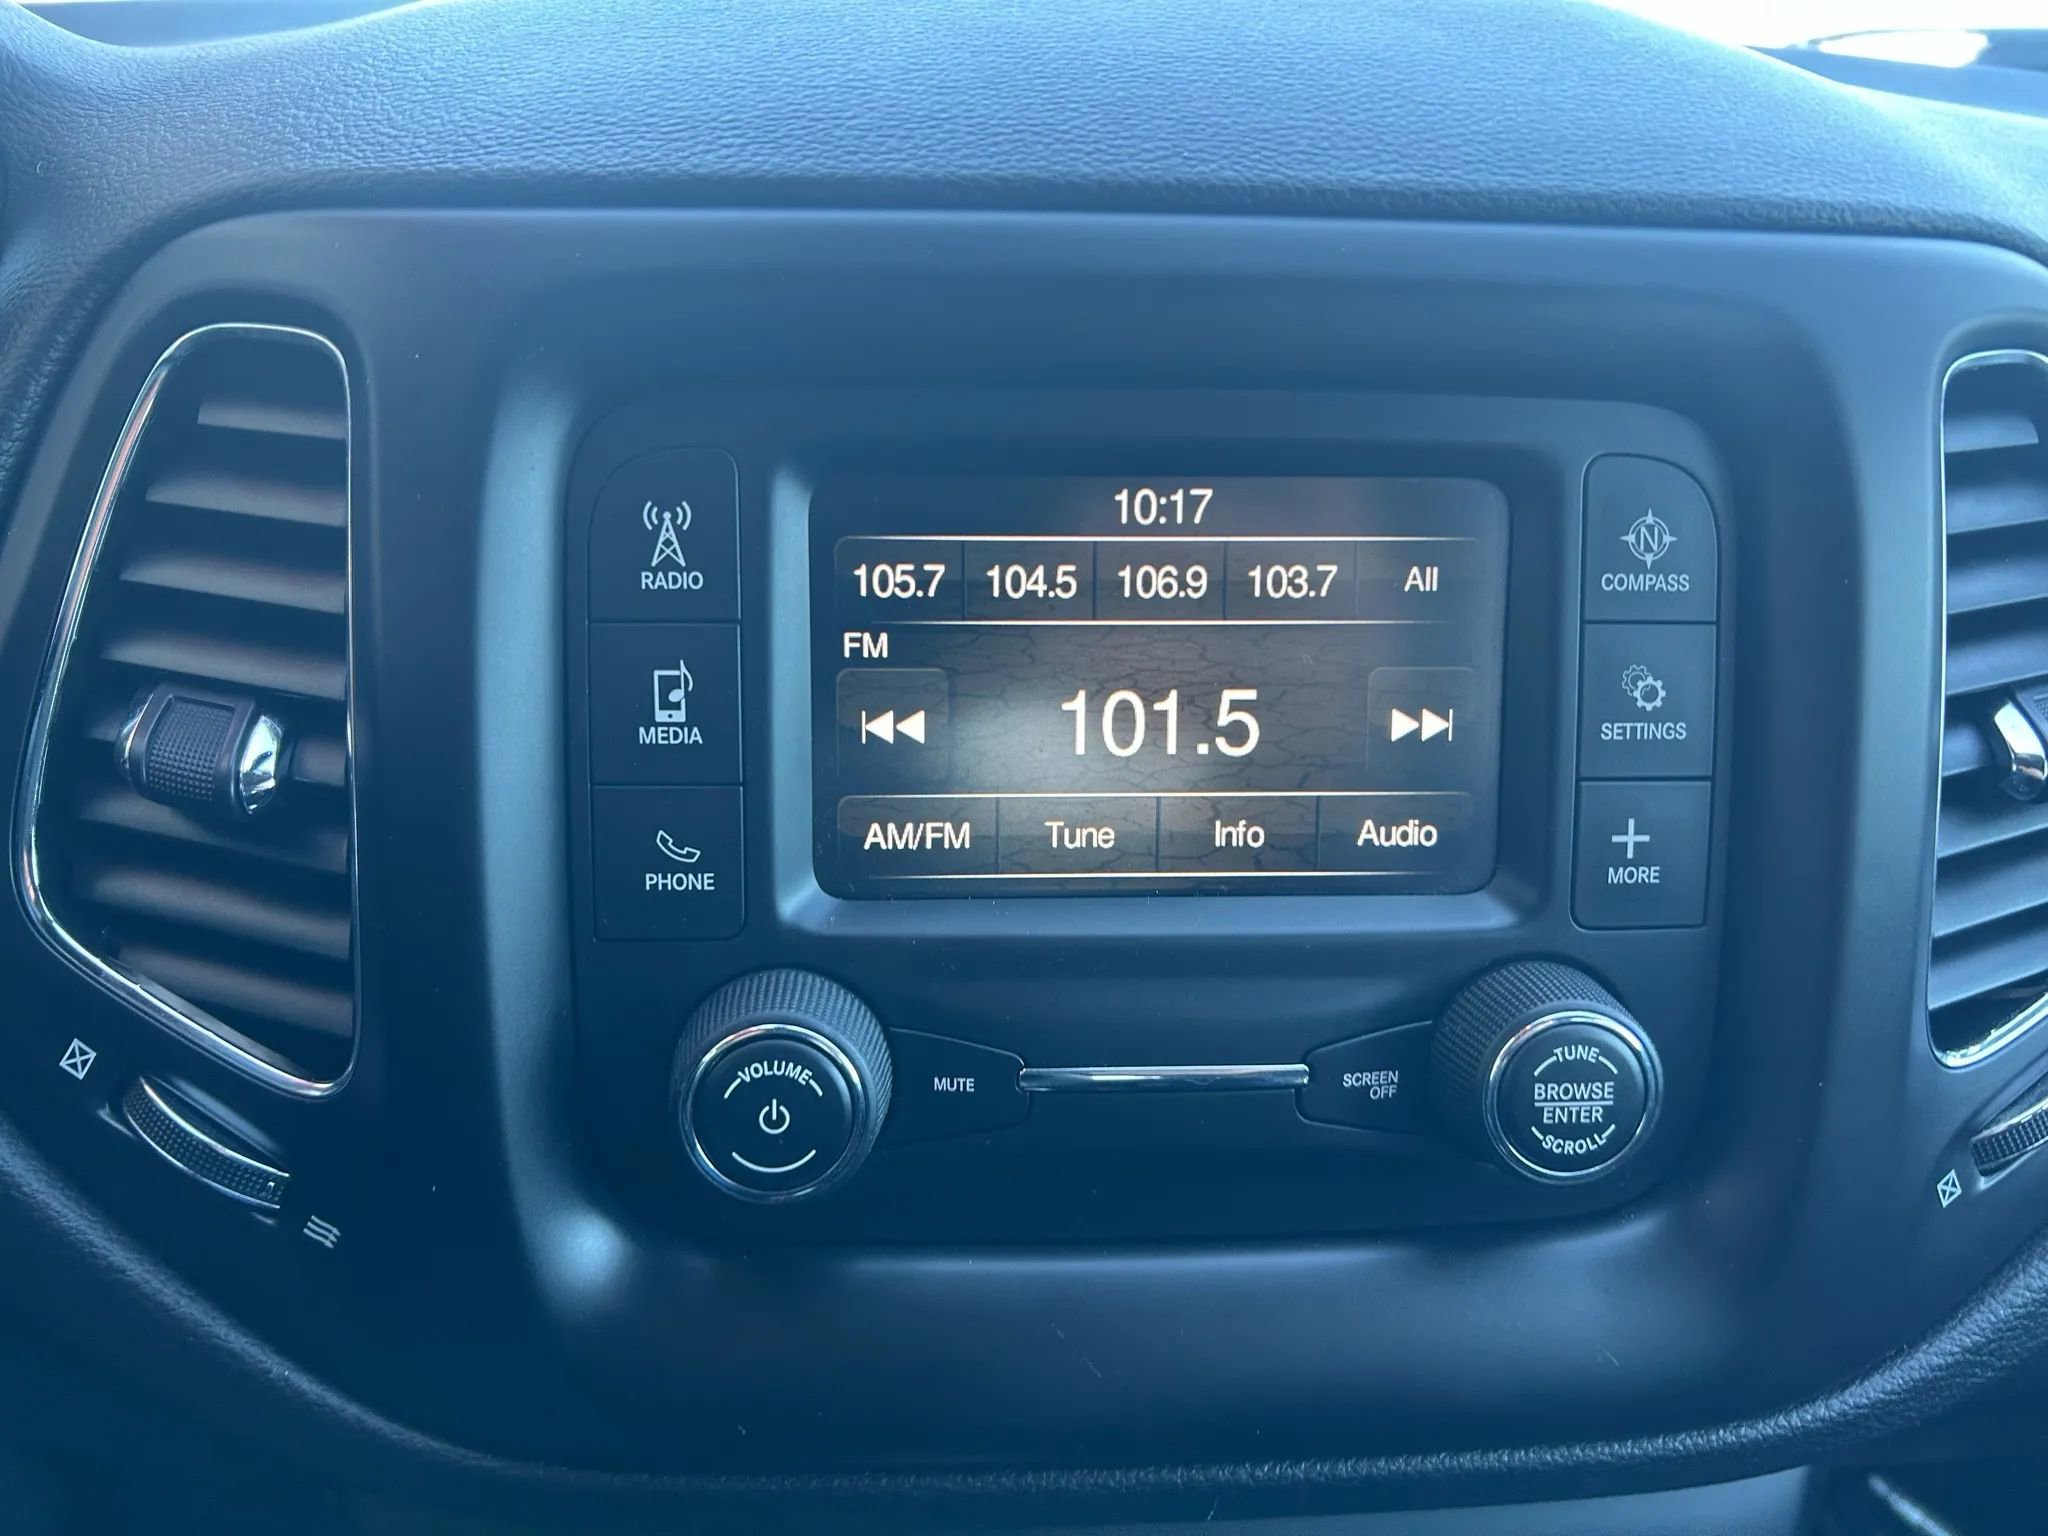 10:17
105.7 104.5 106.9 103.7 All
FM
101.5
AM/FM Tune Info Audio
RADIO
MEDIA
PHONE
N
COMPASS
SETTINGS
MORE
VOLUME
MUTE
SCREEN
OFF
TUNE
BROWSE
ENTER
SCROLL